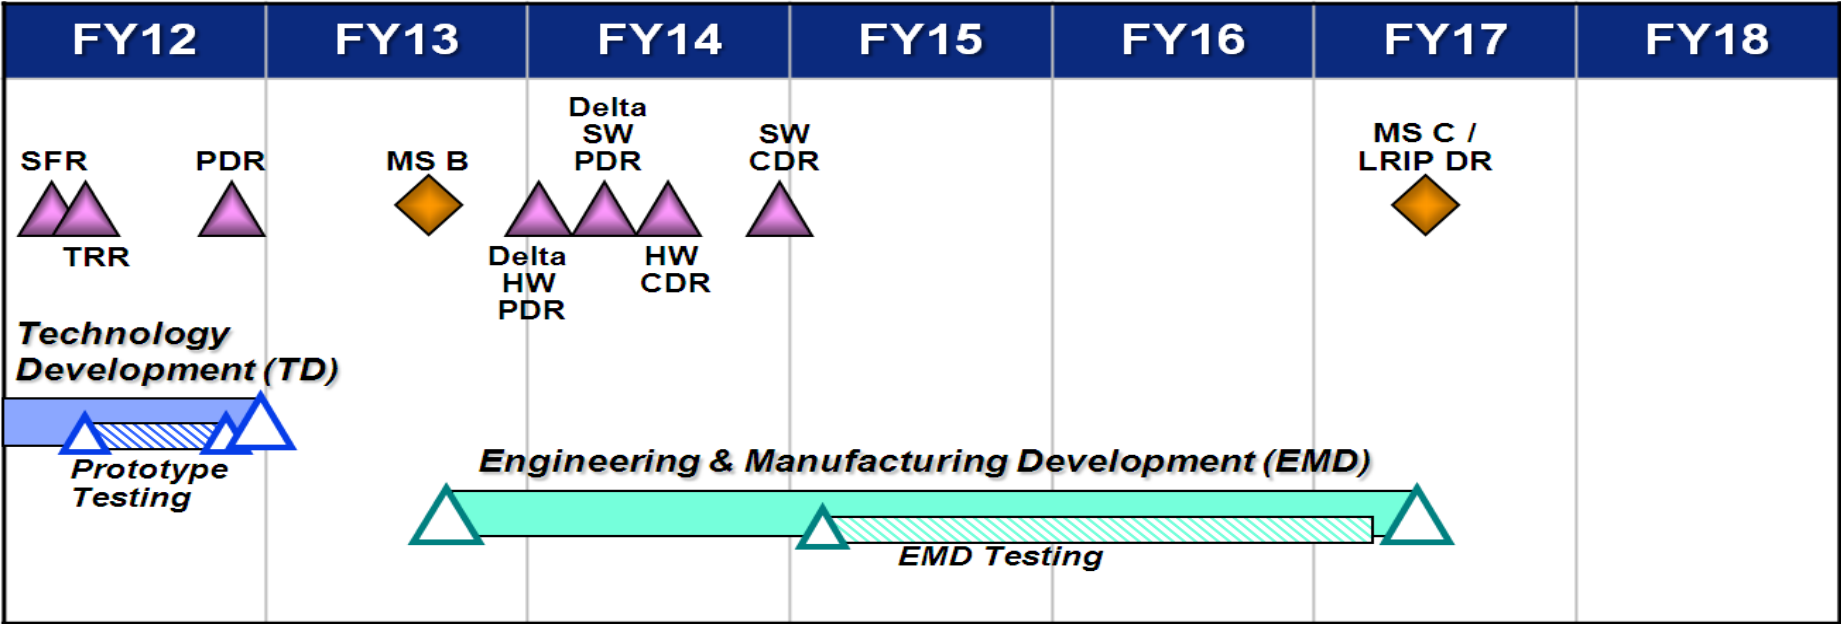 FY12 FY13 FY14 FY15 FY16 FY17 FY18
SFR
TRR
PDR
MS B
Delta
HW
PDR
Delta
SW
PDR
HW
CDR
SW
CDR
MS C /
LRIP DR
Technology
Development (TD)
Prototype
Testing
Engineering & Manufacturing Development (EMD)
EMD Testing